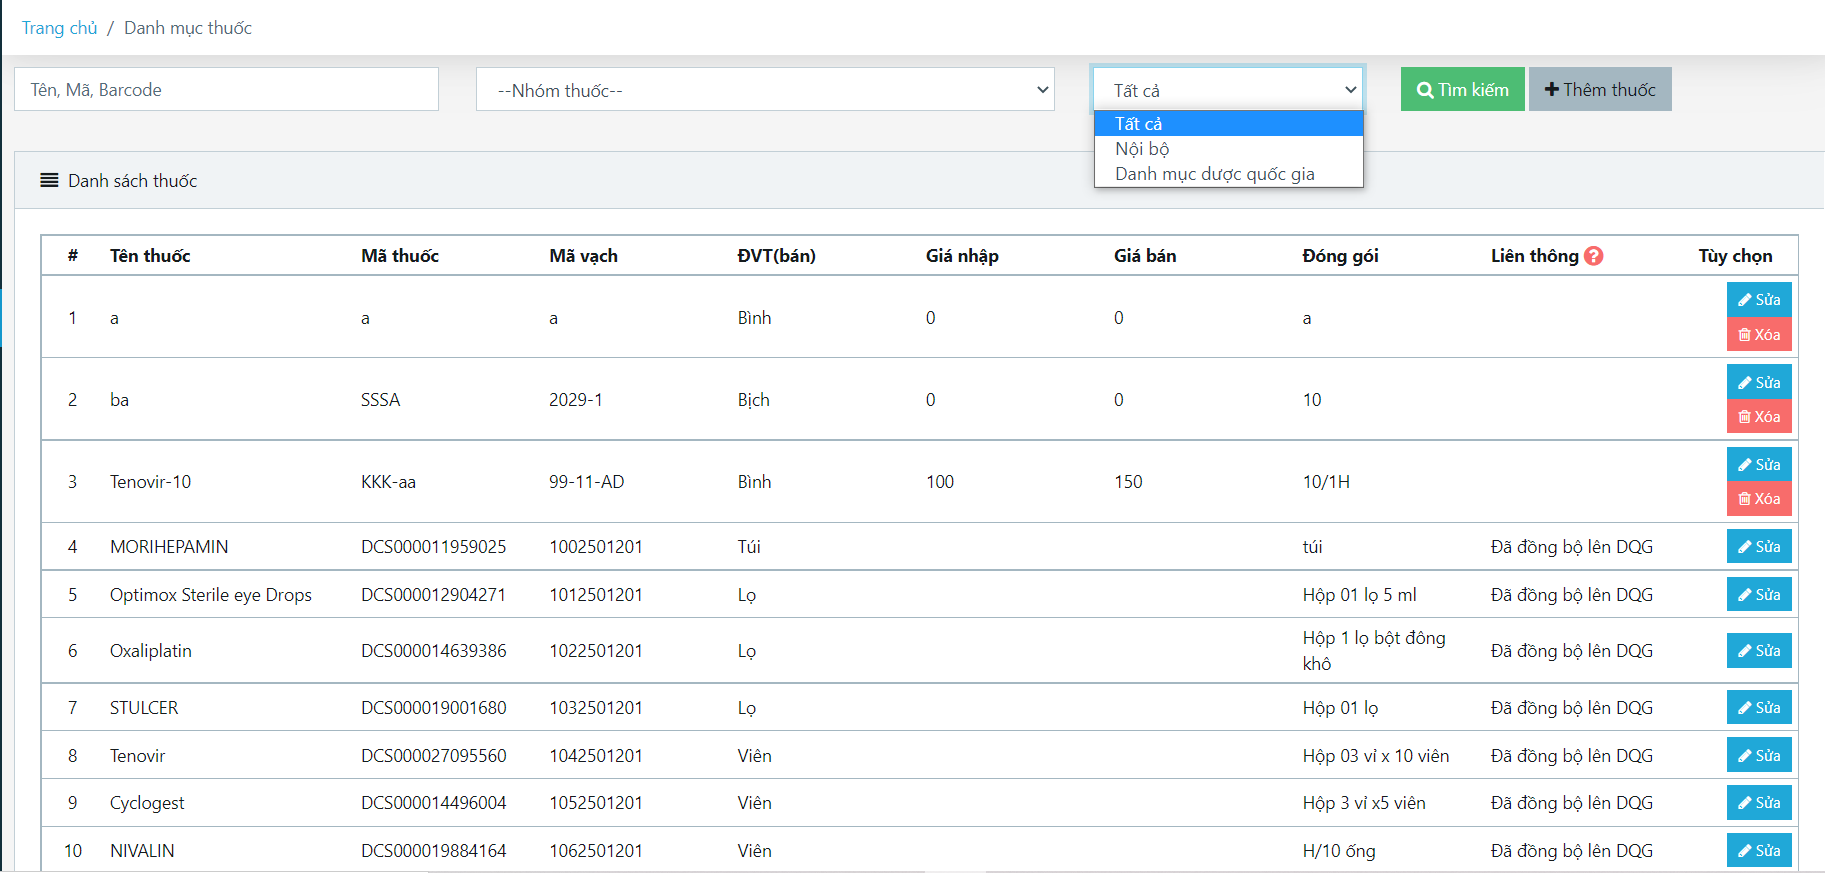 Trang chủ / Danh mục thuốc
Tên, Mã, Barcode
--Nhóm thuốc--
Tất cả
Tìm kiếm
Thêm thuốc
Tất cả
Nội bộ
Danh mục dược quốc gia
Danh sách thuốc
# Tên thuốc Mã thuốc Mã vạch ĐVT(bán) Giá nhập Giá bán Đóng gói Liên thông ? Tùy chọn
1 a a a Bình 0 0 a Sửa
Xóa
2 ba SSSA 2029-1 Bịch 0 0 10 Sửa
Xóa
3 Tenovir-10 KKK-aa 99-11-AD Bình 100 150 10/1H Sửa
Xóa
4 MORIHEPAMIN DCS000011959025 1002501201 Túi túi Đã đồng bộ lên DQG Sửa
5 Optimox Sterile eye Drops DCS000012904271 1012501201 Lọ Hộp 01 lọ 5 ml Đã đồng bộ lên DQG Sửa
6 Oxaliplatin DCS000014639386 1022501201 Lọ Hộp 1 lọ bột đông
khô Đã đồng bộ lên DQG Sửa
7 STULCER DCS000019001680 1032501201 Lọ Hộp 01 lọ Đã đồng bộ lên DQG Sửa
8 Tenovir DCS000027095560 1042501201 Viên Hộp 03 vỉ x 10 viên Đã đồng bộ lên DQG Sửa
9 Cyclogest DCS000014496004 1052501201 Viên Hộp 3 vỉ x5 viên Đã đồng bộ lên DQG Sửa
10 NIVALIN DCS000019884164 1062501201 Viên H/10 ống Đã đồng bộ lên DQG Sửa